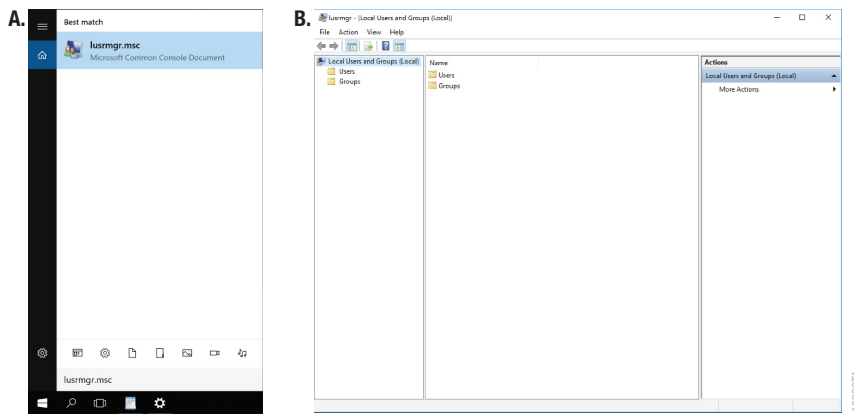 A.
Best match
lusrmgr.msc
Microsoft Common Console Document
lusrmgr.msc
B.
lusrmgr - [Local Users and Groups (Local)]
File Action View Help
Local Users and Groups (Local)
Users
Groups
Name
Users
Groups
Actions
Local Users and Groups (Local)
More Actions